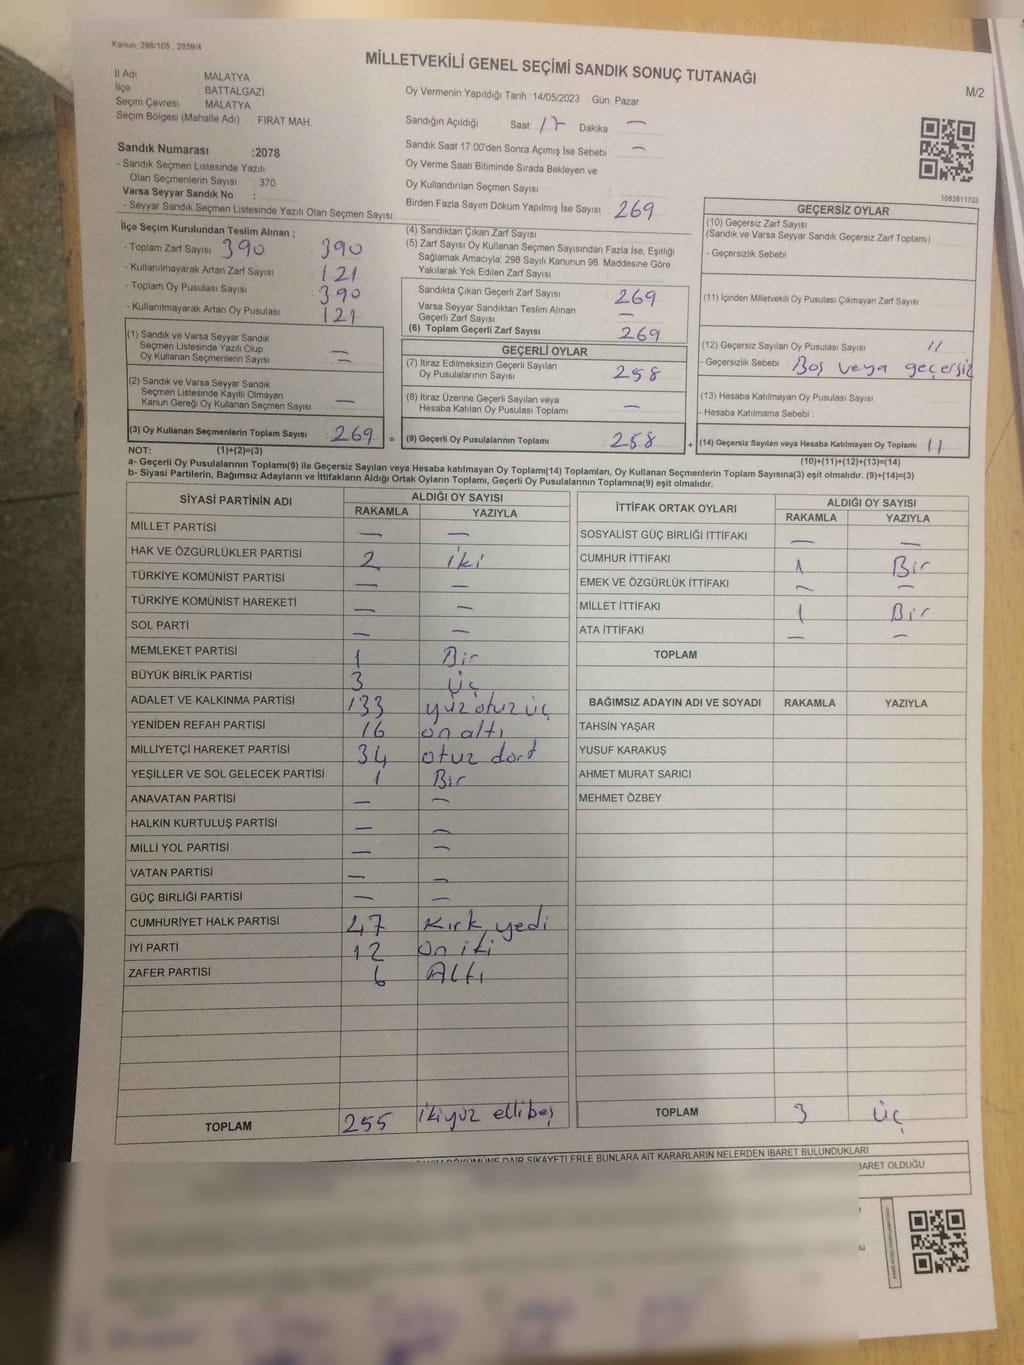 Kanun: 298/105 , 2839/4
MİLLETVEKİLİ GENEL SEÇİMİ SANDIK SONUÇ TUTANAĞI
M/2
İl Adı : MALATYA
İlçe : BATTALGAZİ
Seçim Çevresi : MALATYA
Seçim Bölgesi (Mahalle Adı) : FIRAT MAH.
Oy Vermenin Yapıldığı Tarih :14/05/2023 Gün: Pazar
Sandığın Açıldığı Saat: 17 Dakika : —
Sandık Saat 17:00'den Sonra Açımış İse Sebebi : —
Oy Verme Saati Bitiminde Sırada Bekleyen ve
Oy Kullandırılan Seçmen Sayısı :
Birden Fazla Sayım Döküm Yapılmış İse Sayısı : 269
Sandık Numarası :2078
- Sandık Seçmen Listesinde Yazılı
Olan Seçmenlerin Sayısı : 370
Varsa Seyyar Sandık No :
- Seyyar Sandık Seçmen Listesinde Yazılı Olan Seçmen Sayısı:
İlçe Seçim Kurulundan Teslim Alınan ;
- Toplam Zarf Sayısı 390 390
- Kullanılmayarak Artan Zarf Sayısı : 121
- Toplam Oy Pusulası Sayısı : 390
- Kullanılmayarak Artan Oy Pusulası : 121
(1) Sandık ve Varsa Seyyar Sandık
Seçmen Listesinde Yazılı Olup
Oy Kullanan Seçmenlerin Sayısı : —
(2) Sandık ve Varsa Seyyar Sandık
Seçmen Listesinde Kayıtlı Olmayan
Kanun Gereği Oy Kullanan Seçmen Sayısı : —
(3) Oy Kullanan Seçmenlerin Toplam Sayısı : 269 =
(4) Sandıktan Çıkan Zarf Sayısı :
(5) Zarf Sayısı Oy Kullanan Seçmen Sayısından Fazla İse, Eşitliği
Sağlamak Amacıyla; 298 Sayılı Kanunun 98. Maddesine Göre
Yakılarak Yok Edilen Zarf Sayısı :
Sandıkta Çıkan Geçerli Zarf Sayısı : 269
Varsa Seyyar Sandıktan Teslim Alınan
Geçerli Zarf Sayısı : —
(6) Toplam Geçerli Zarf Sayısı : 269
GEÇERLİ OYLAR
(7) İtiraz Edilmeksizin Geçerli Sayılan
Oy Pusulalarının Sayısı : 258
(8) İtiraz Üzerine Geçerli Sayılan veya
Hesaba Katılan Oy Pusulası Toplamı : —
(9) Geçerli Oy Pusulalarının Toplamı : 258 +
1083811703
GEÇERSİZ OYLAR
(10) Geçersiz Zarf Sayısı :
(Sandık ve Varsa Seyyar Sandık Geçersiz Zarf Toplamı)
- Geçersizlik Sebebi :
(11) İçinden Milletvekili Oy Pusulası Çıkmayan Zarf Sayısı :
(12) Geçersiz Sayılan Oy Pusulası Sayısı : 11
- Geçersizlik Sebebi : Boş veya geçersiz
(13) Hesaba Katılmayan Oy Pusulası Sayısı :
- Hesaba Katılmama Sebebi :
(14) Geçersiz Sayılan veya Hesaba Katılmayan Oy Toplamı : 11
NOT: (1)+(2)=(3)
(10)+(11)+(12)+(13)=(14)
a- Geçerli Oy Pusulalarının Toplamı(9) ile Geçersiz Sayılan veya Hesaba katılmayan Oy Toplamı(14) Toplamları, Oy Kullanan Seçmenlerin Toplam Sayısına(3) eşit olmalıdır. (9)+(14)=(3)
b- Siyasi Partilerin, Bağımsız Adayların ve İttifakların Aldığı Ortak Oyların Toplamı, Geçerli Oy Pusulalarının Toplamına(9) eşit olmalıdır.
SİYASİ PARTİNİN ADI ALDIĞI OY SAYISI
RAKAMLA YAZIYLA
MİLLET PARTİSİ — —
HAK VE ÖZGÜRLÜKLER PARTİSİ 2 iki
TÜRKİYE KOMÜNİST PARTİSİ — —
TÜRKİYE KOMÜNİST HAREKETİ — —
SOL PARTİ — —
MEMLEKET PARTİSİ 1 Bir
BÜYÜK BİRLİK PARTİSİ 3 üç
ADALET VE KALKINMA PARTİSİ 133 yüz otuz üç
YENİDEN REFAH PARTİSİ 16 on altı
MİLLİYETÇİ HAREKET PARTİSİ 34 otuz dört
YEŞİLLER VE SOL GELECEK PARTİSİ 1 Bir
ANAVATAN PARTİSİ — —
HALKIN KURTULUŞ PARTİSİ — —
MİLLİ YOL PARTİSİ — —
VATAN PARTİSİ — —
GÜÇ BİRLİĞİ PARTİSİ — —
CUMHURİYET HALK PARTİSİ 47 Kırk yedi
İYİ PARTİ 12 on iki
ZAFER PARTİSİ 6 Altı
TOPLAM 255 ikiyüz ellibeş
İTTİFAK ORTAK OYLARI ALDIĞI OY SAYISI
RAKAMLA YAZIYLA
SOSYALİST GÜÇ BİRLİĞİ İTTİFAKI — —
CUMHUR İTTİFAKI 1 Bir
EMEK VE ÖZGÜRLÜK İTTİFAKI — —
MİLLET İTTİFAKI 1 Bir
ATA İTTİFAKI — —
TOPLAM
BAĞIMSIZ ADAYIN ADI VE SOYADI RAKAMLA YAZIYLA
TAHSİN YAŞAR
YUSUF KARAKUŞ
AHMET MURAT SARICI
MEHMET ÖZBEY
TOPLAM 3 üç
DÖKÜMÜNE DAİR ŞİKAYETLERLE BUNLARA AİT KARARLARIN NELERDEN İBARET BULUNDUKLARI
BARET OLDUĞU